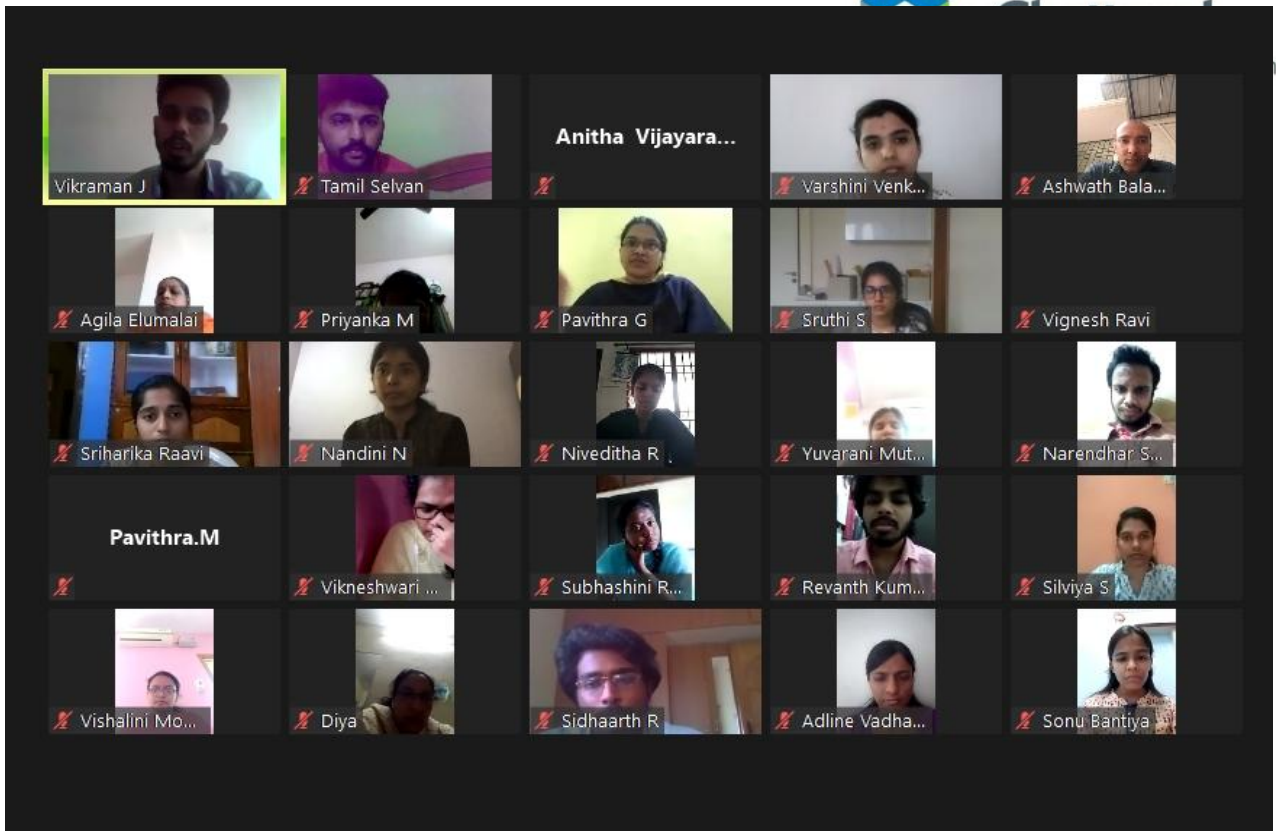 Vikraman J
Tamil Selvan
Anitha Vijayara...
Varshini Venk...
Ashwath Bala...
Agila Elumalai
Priyanka M
Pavithra G
Sruthi S
Vignesh Ravi
Sriharika Raavi
Nandini N
Niveditha R
Yuvarani Mut...
Narendhar S...
Pavithra.M
Vikneshwari ...
Subhashini R...
Revanth Kum...
Silviya S
Vishalini Mo...
Diya
Sidhaarth R
Adline Vadha...
Sonu Bantiya